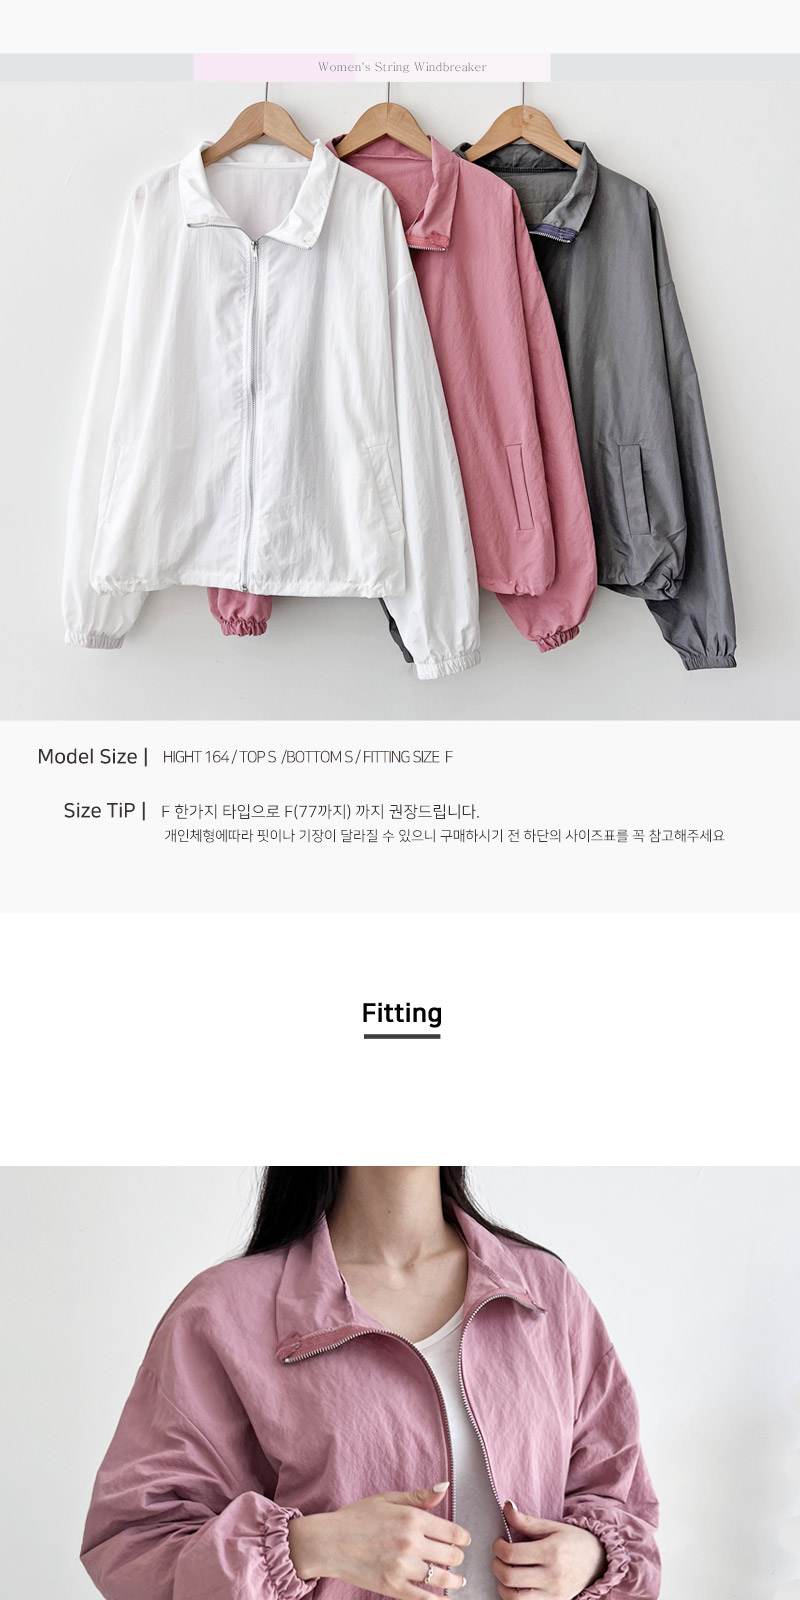 Women's String Windbreaker
Model Size | HIGHT 164 / TOP S /BOTTOM S / FITTING SIZE F
Size TiP | F 한가지 타입으로 F(77까지) 까지 권장드립니다.
개인체형에따라 핏이나 기장이 달라질 수 있으니 구매하시기 전 하단의 사이즈표를 꼭 참고해주세요
Fitting